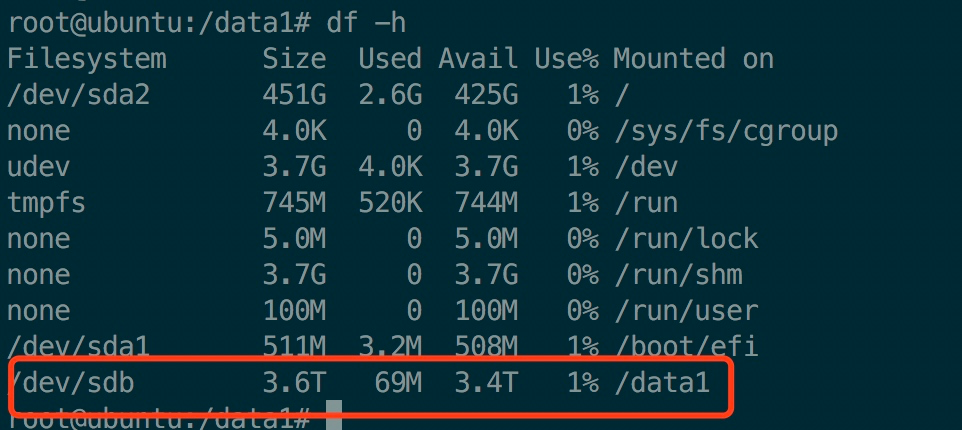 root@ubuntu:/data1# df -h
Filesystem Size Used Avail Use% Mounted on
/dev/sda2 451G 2.6G 425G 1% /
none 4.0K 0 4.0K 0% /sys/fs/cgroup
udev 3.7G 4.0K 3.7G 1% /dev
tmpfs 745M 520K 744M 1% /run
none 5.0M 0 5.0M 0% /run/lock
none 3.7G 0 3.7G 0% /run/shm
none 100M 0 100M 0% /run/user
/dev/sda1 511M 3.2M 508M 1% /boot/efi
/dev/sdb 3.6T 69M 3.4T 1% /data1
root@ubuntu:/data1#